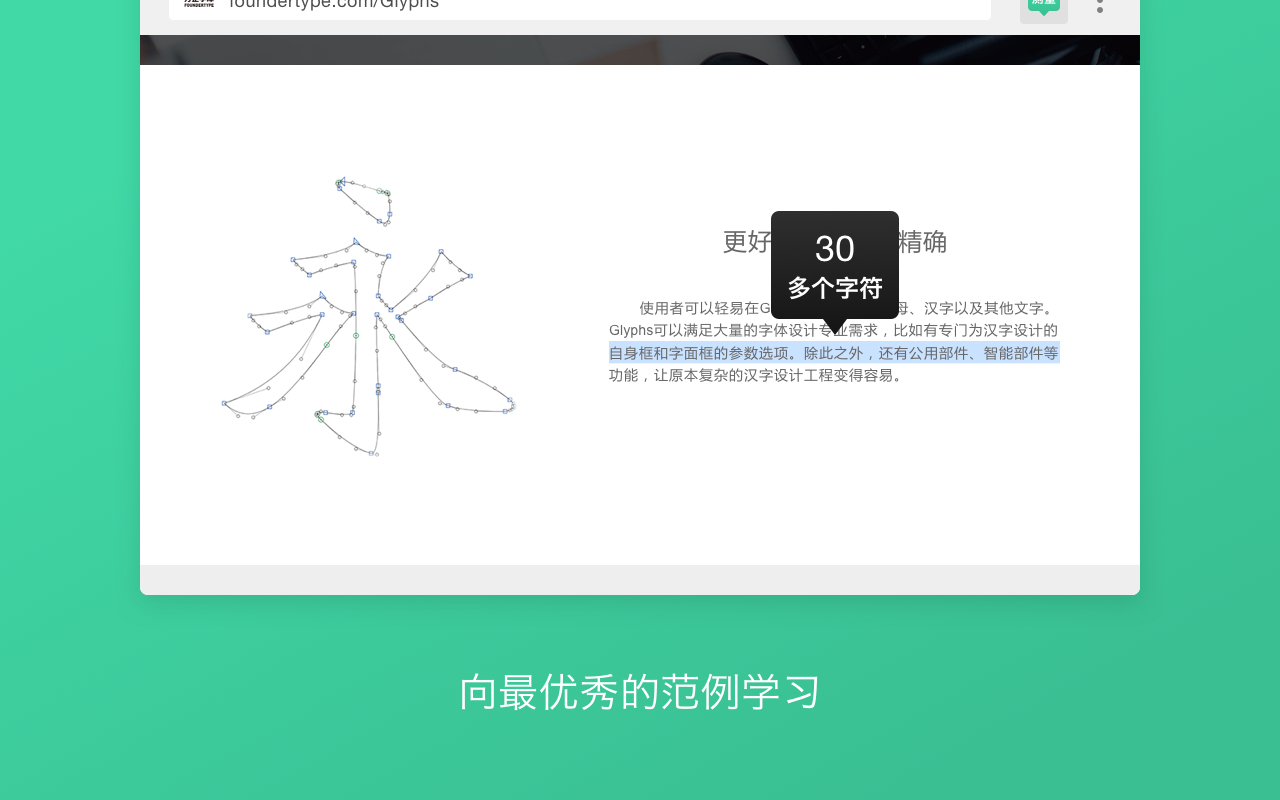 foundertype.com/Glyphs
测量
更好
精确
30
多个字符
使用者可以轻易在G
母、汉字以及其他文字。
Glyphs可以满足大量的字体设计专业需求，比如有专门为汉字设计的
自身框和字面框的参数选项。除此之外，还有公用部件、智能部件等
功能，让原本复杂的汉字设计工程变得容易。
向最优秀的范例学习